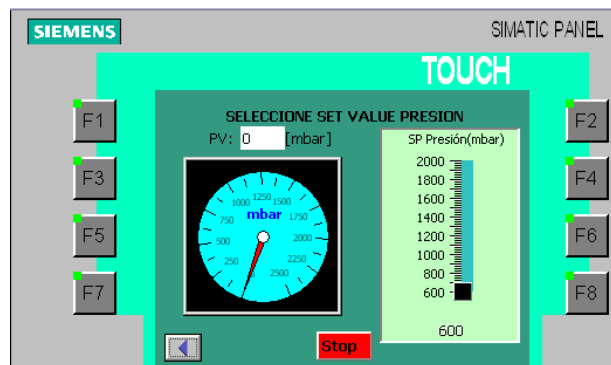 SIEMENS
SIMATIC PANEL
TOUCH
F1
F2
F3
F4
F5
F6
F7
F8
SELECCIONE SET VALUE PRESION
PV: 0 [mbar]
mbar
0
250
500
750
1000
1250
1500
1750
2000
2250
2500
SP Presión(mbar)
2000
1800
1600
1400
1200
1000
800
600
600
Stop